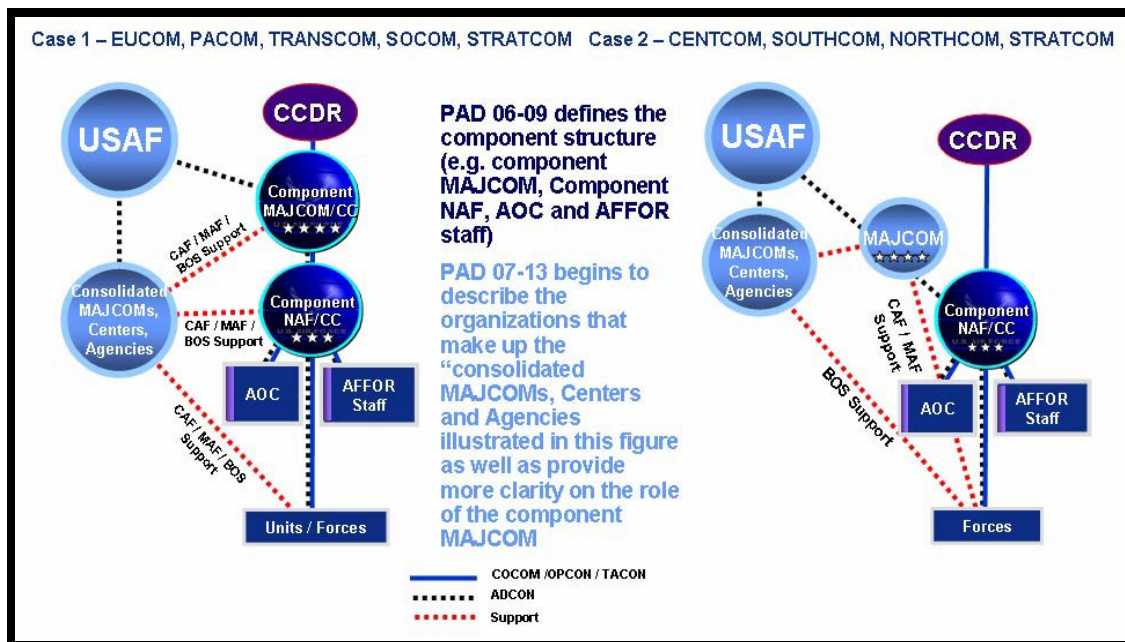 Case 1 – EUCOM, PACOM, TRANSCOM, SOCOM, STRATCOM
Case 2 – CENTCOM, SOUTHCOM, NORTHCOM, STRATCOM
USAF
CCDR
Component
MAJCOM/CC
CAF / MAF /
BOS Support
Consolidated
MAJCOMs,
Centers,
Agencies
CAF / MAF /
BOS Support
Component
NAF/CC
AOC
AFFOR
Staff
CAF / MAF / BOS
Support
Units / Forces
PAD 06-09 defines the
component structure
(e.g. component
MAJCOM, Component
NAF, AOC and AFFOR
staff)
PAD 07-13 begins to
describe the
organizations that
make up the
“consolidated
MAJCOMs, Centers
and Agencies
illustrated in this figure
as well as provide
more clarity on the role
of the component
MAJCOM
USAF
CCDR
Consolidated
MAJCOMs,
Centers,
Agencies
MAJCOM
Component
NAF/CC
U.S. AIR FORCE
CAF / MAF
Support
BOS Support
AOC
AFFOR
Staff
Forces
COCOM /OPCON / TACON
ADCON
Support